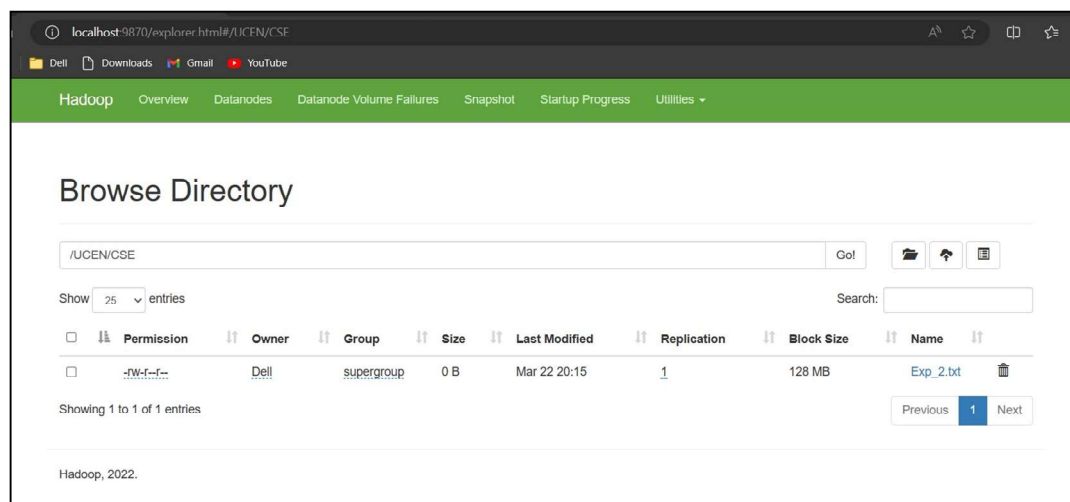 localhost:9870/explorer.html#/UCEN/CSE
Dell Downloads Gmail YouTube
Hadoop Overview Datanodes Datanode Volume Failures Snapshot Startup Progress Utilities
Browse Directory
/UCEN/CSE Go!
Show 25 entries Search:
Permission Owner Group Size Last Modified Replication Block Size Name
-rw-r--r-- Dell supergroup 0 B Mar 22 20:15 1 128 MB Exp_2.txt
Showing 1 to 1 of 1 entries Previous 1 Next
Hadoop, 2022.